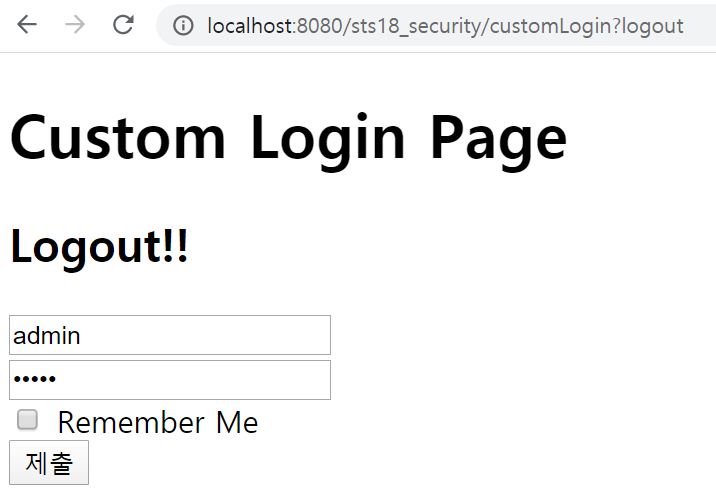 localhost:8080/sts18_security/customLogin?logout
Custom Login Page
Logout!!
admin
•••••
Remember Me
제출